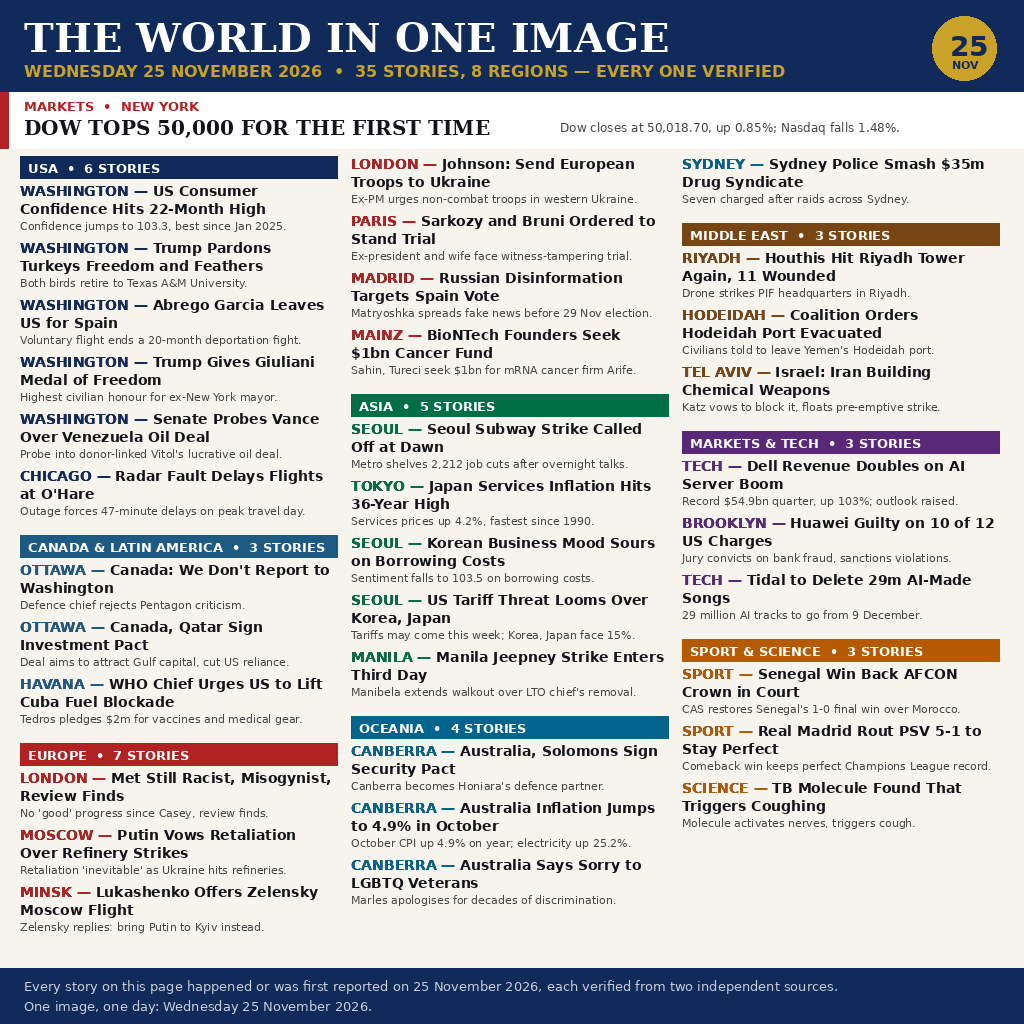 THE WORLD IN ONE IMAGE
WEDNESDAY 25 NOVEMBER 2026 • 35 STORIES, 8 REGIONS — EVERY ONE VERIFIED
25
NOV
MARKETS • NEW YORK
DOW TOPS 50,000 FOR THE FIRST TIME
Dow closes at 50,018.70, up 0.85%; Nasdaq falls 1.48%.
USA • 6 STORIES
WASHINGTON — US Consumer
Confidence Hits 22-Month High
Confidence jumps to 103.3, best since Jan 2025.
WASHINGTON — Trump Pardons
Turkeys Freedom and Feathers
Both birds retire to Texas A&M University.
WASHINGTON — Abrego Garcia Leaves
US for Spain
Voluntary flight ends a 20-month deportation fight.
WASHINGTON — Trump Gives Giuliani
Medal of Freedom
Highest civilian honour for ex-New York mayor.
WASHINGTON — Senate Probes Vance
Over Venezuela Oil Deal
Probe into donor-linked Vitol's lucrative oil deal.
CHICAGO — Radar Fault Delays Flights
at O'Hare
Outage forces 47-minute delays on peak travel day.
CANADA & LATIN AMERICA • 3 STORIES
OTTAWA — Canada: We Don't Report to
Washington
Defence chief rejects Pentagon criticism.
OTTAWA — Canada, Qatar Sign
Investment Pact
Deal aims to attract Gulf capital, cut US reliance.
HAVANA — WHO Chief Urges US to Lift
Cuba Fuel Blockade
Tedros pledges $2m for vaccines and medical gear.
EUROPE • 7 STORIES
LONDON — Met Still Racist, Misogynist,
Review Finds
No 'good' progress since Casey, review finds.
MOSCOW — Putin Vows Retaliation
Over Refinery Strikes
Retaliation 'inevitable' as Ukraine hits refineries.
MINSK — Lukashenko Offers Zelensky
Moscow Flight
Zelensky replies: bring Putin to Kyiv instead.
LONDON — Johnson: Send European
Troops to Ukraine
Ex-PM urges non-combat troops in western Ukraine.
PARIS — Sarkozy and Bruni Ordered to
Stand Trial
Ex-president and wife face witness-tampering trial.
MADRID — Russian Disinformation
Targets Spain Vote
Matryoshka spreads fake news before 29 Nov election.
MAINZ — BioNTech Founders Seek
$1bn Cancer Fund
Sahin, Tureci seek $1bn for mRNA cancer firm Arife.
ASIA • 5 STORIES
SEOUL — Seoul Subway Strike Called
Off at Dawn
Metro shelves 2,212 job cuts after overnight talks.
TOKYO — Japan Services Inflation Hits
36-Year High
Services prices up 4.2%, fastest since 1990.
SEOUL — Korean Business Mood Sours
on Borrowing Costs
Sentiment falls to 103.5 on borrowing costs.
SEOUL — US Tariff Threat Looms Over
Korea, Japan
Tariffs may come this week; Korea, Japan face 15%.
MANILA — Manila Jeepney Strike Enters
Third Day
Manibela extends walkout over LTO chief's removal.
OCEANIA • 4 STORIES
CANBERRA — Australia, Solomons Sign
Security Pact
Canberra becomes Honiara's defence partner.
CANBERRA — Australia Inflation Jumps
to 4.9% in October
October CPI up 4.9% on year; electricity up 25.2%.
CANBERRA — Australia Says Sorry to
LGBTQ Veterans
Marles apologises for decades of discrimination.
SYDNEY — Sydney Police Smash $35m
Drug Syndicate
Seven charged after raids across Sydney.
MIDDLE EAST • 3 STORIES
RIYADH — Houthis Hit Riyadh Tower
Again, 11 Wounded
Drone strikes PIF headquarters in Riyadh.
HODEIDAH — Coalition Orders
Hodeidah Port Evacuated
Civilians told to leave Yemen's Hodeidah port.
TEL AVIV — Israel: Iran Building
Chemical Weapons
Katz vows to block it, floats pre-emptive strike.
MARKETS & TECH • 3 STORIES
TECH — Dell Revenue Doubles on AI
Server Boom
Record $54.9bn quarter, up 103%; outlook raised.
BROOKLYN — Huawei Guilty on 10 of 12
US Charges
Jury convicts on bank fraud, sanctions violations.
TECH — Tidal to Delete 29m AI-Made
Songs
29 million AI tracks to go from 9 December.
SPORT & SCIENCE • 3 STORIES
SPORT — Senegal Win Back AFCON
Crown in Court
CAS restores Senegal's 1-0 final win over Morocco.
SPORT — Real Madrid Rout PSV 5-1 to
Stay Perfect
Comeback win keeps perfect Champions League record.
SCIENCE — TB Molecule Found That
Triggers Coughing
Molecule activates nerves, triggers cough.
Every story on this page happened or was first reported on 25 November 2026, each verified from two independent sources.
One image, one day: Wednesday 25 November 2026.